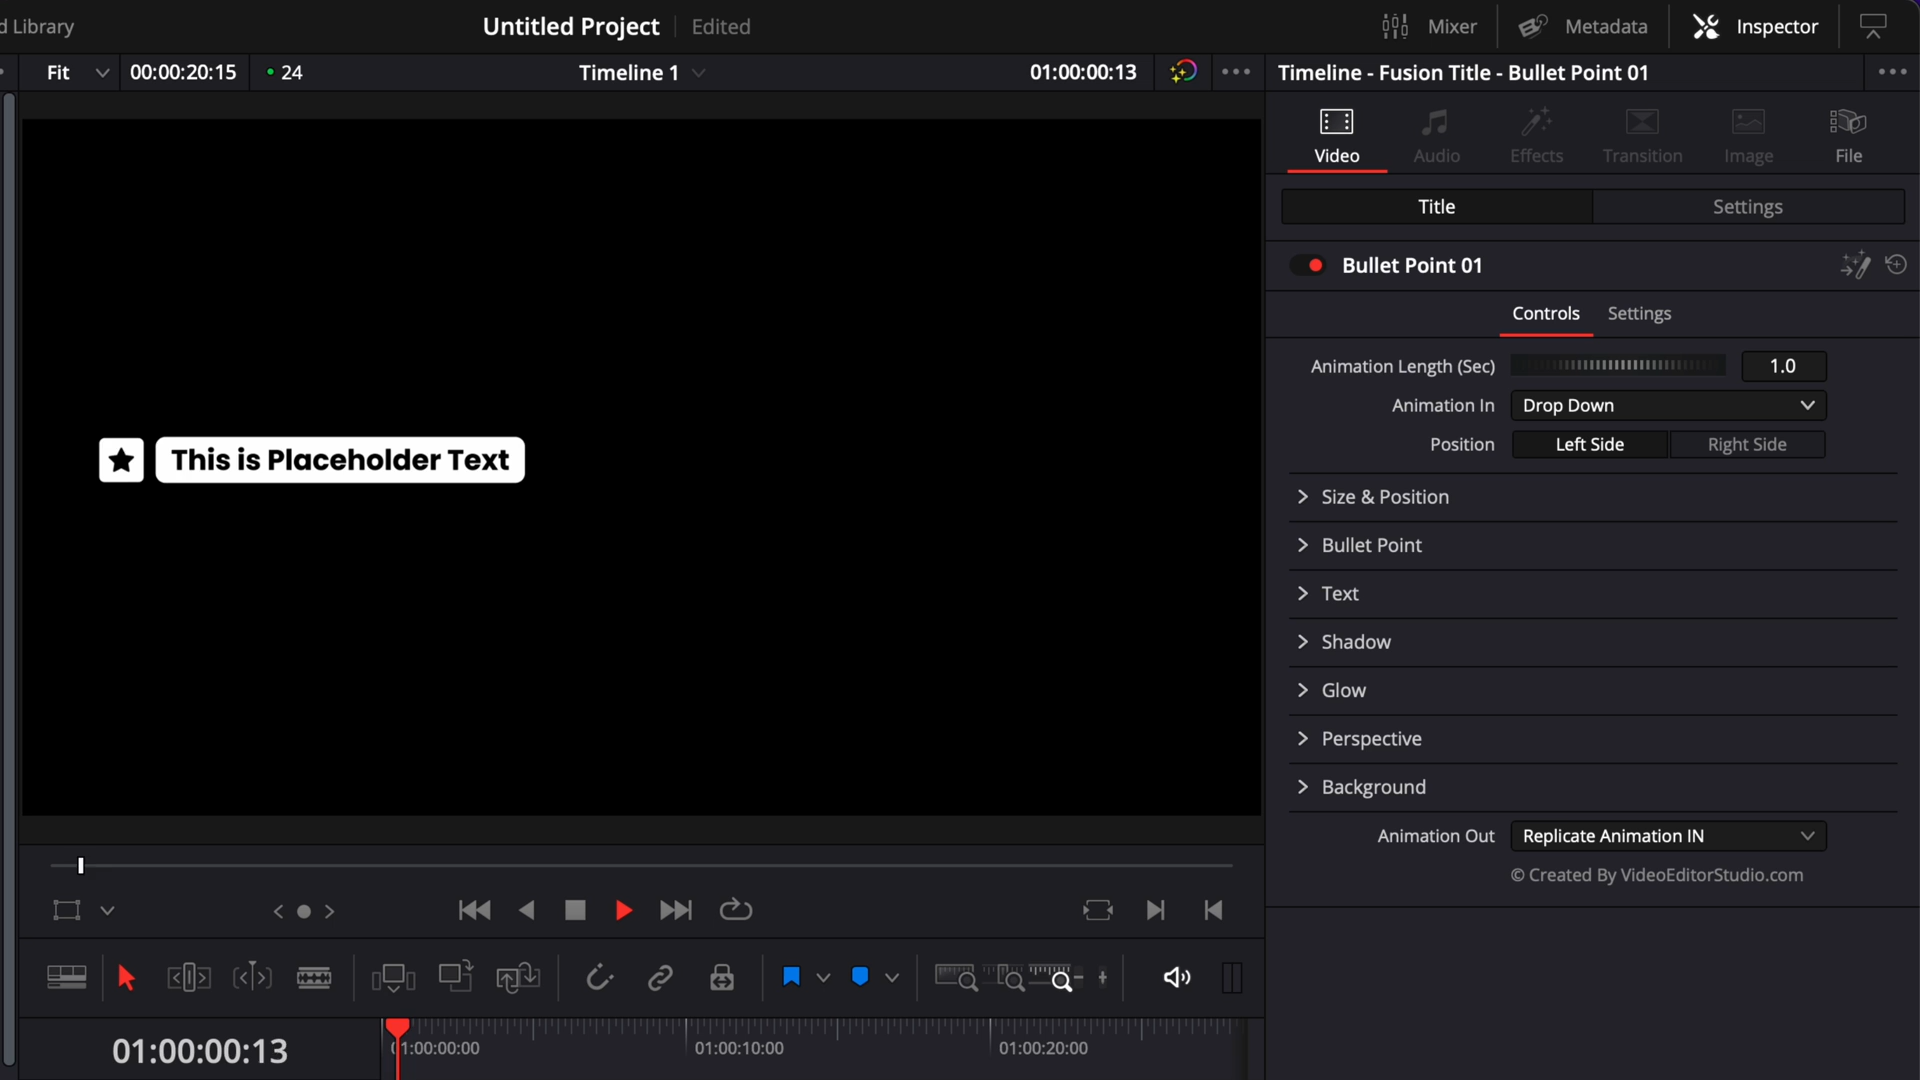 d Library
Untitled Project
Edited
Mixer
Metadata
Inspector
Fit
00:00:20:15
24
Timeline 1
01:00:00:13
Timeline - Fusion Title - Bullet Point 01
Video
Audio
Effects
Transition
Image
File
Title
Settings
Bullet Point 01
Controls
Settings
Animation Length (Sec)
1.0
Animation In
Drop Down
Position
Left Side
Right Side
This is Placeholder Text
Size & Position
Bullet Point
Text
Shadow
Glow
Perspective
Background
Animation Out
Replicate Animation IN
© Created By VideoEditorStudio.com
01:00:00:13
01:00:00:00
01:00:10:00
01:00:20:00